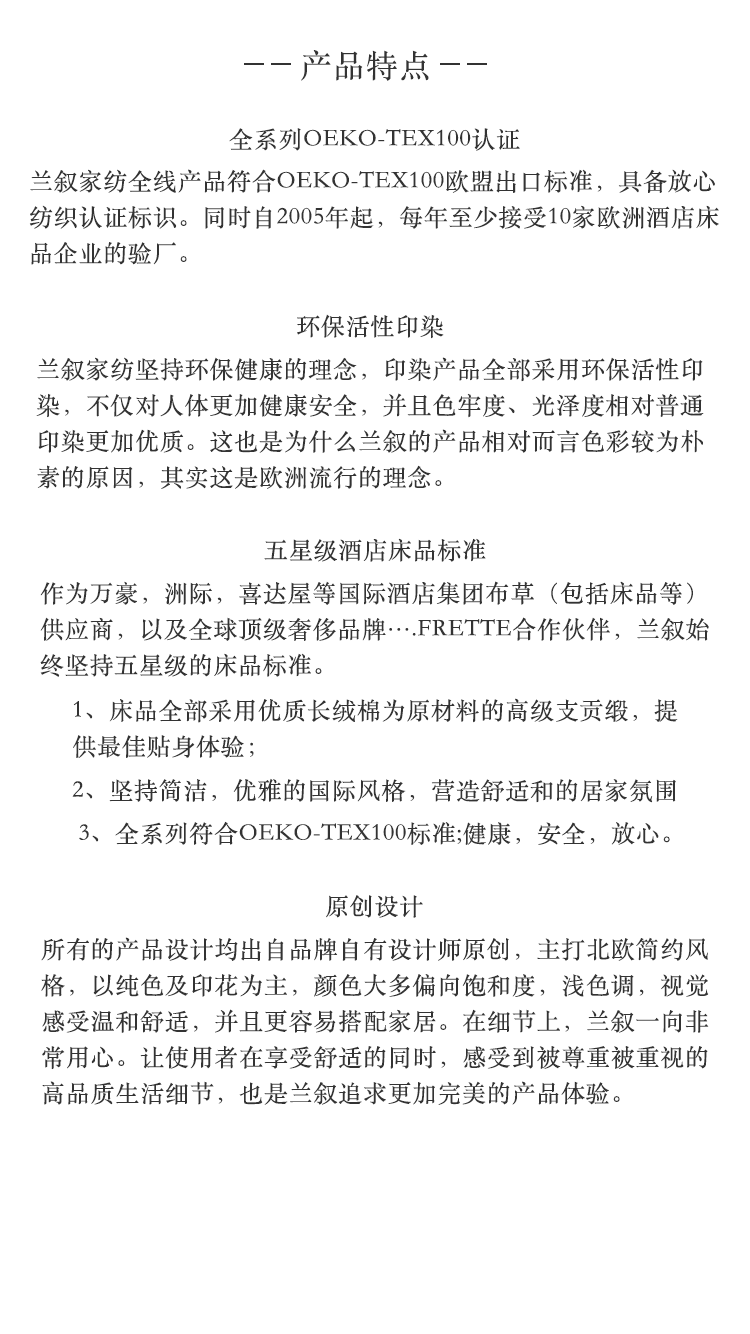 ——产品特点——
全系列OEKO-TEX100认证
兰叙家纺全线产品符合OEKO-TEX100欧盟出口标准，具备放心
纺织认证标识。同时自2005年起，每年至少接受10家欧洲酒店床
品企业的验厂。
环保活性印染
兰叙家纺坚持环保健康的理念，印染产品全部采用环保活性印
染，不仅对人体更加健康安全，并且色牢度、光泽度相对普通
印染更加优质。这也是为什么兰叙的产品相对而言色彩较为朴
素的原因，其实这是欧洲流行的理念。
五星级酒店床品标准
作为万豪，洲际，喜达屋等国际酒店集团布草（包括床品等）
供应商，以及全球顶级奢侈品牌···.FRETTE合作伙伴，兰叙始
终坚持五星级的床品标准。
1、床品全部采用优质长绒棉为原材料的高级支贡缎，提
供最佳贴身体验；
2、坚持简洁，优雅的国际风格，营造舒适和的居家氛围
3、全系列符合OEKO-TEX100标准;健康，安全，放心。
原创设计
所有的产品设计均出自品牌自有设计师原创，主打北欧简约风
格，以纯色及印花为主，颜色大多偏向饱和度，浅色调，视觉
感受温和舒适，并且更容易搭配家居。在细节上，兰叙一向非
常用心。让使用者在享受舒适的同时，感受到被尊重被重视的
高品质生活细节，也是兰叙追求更加完美的产品体验。